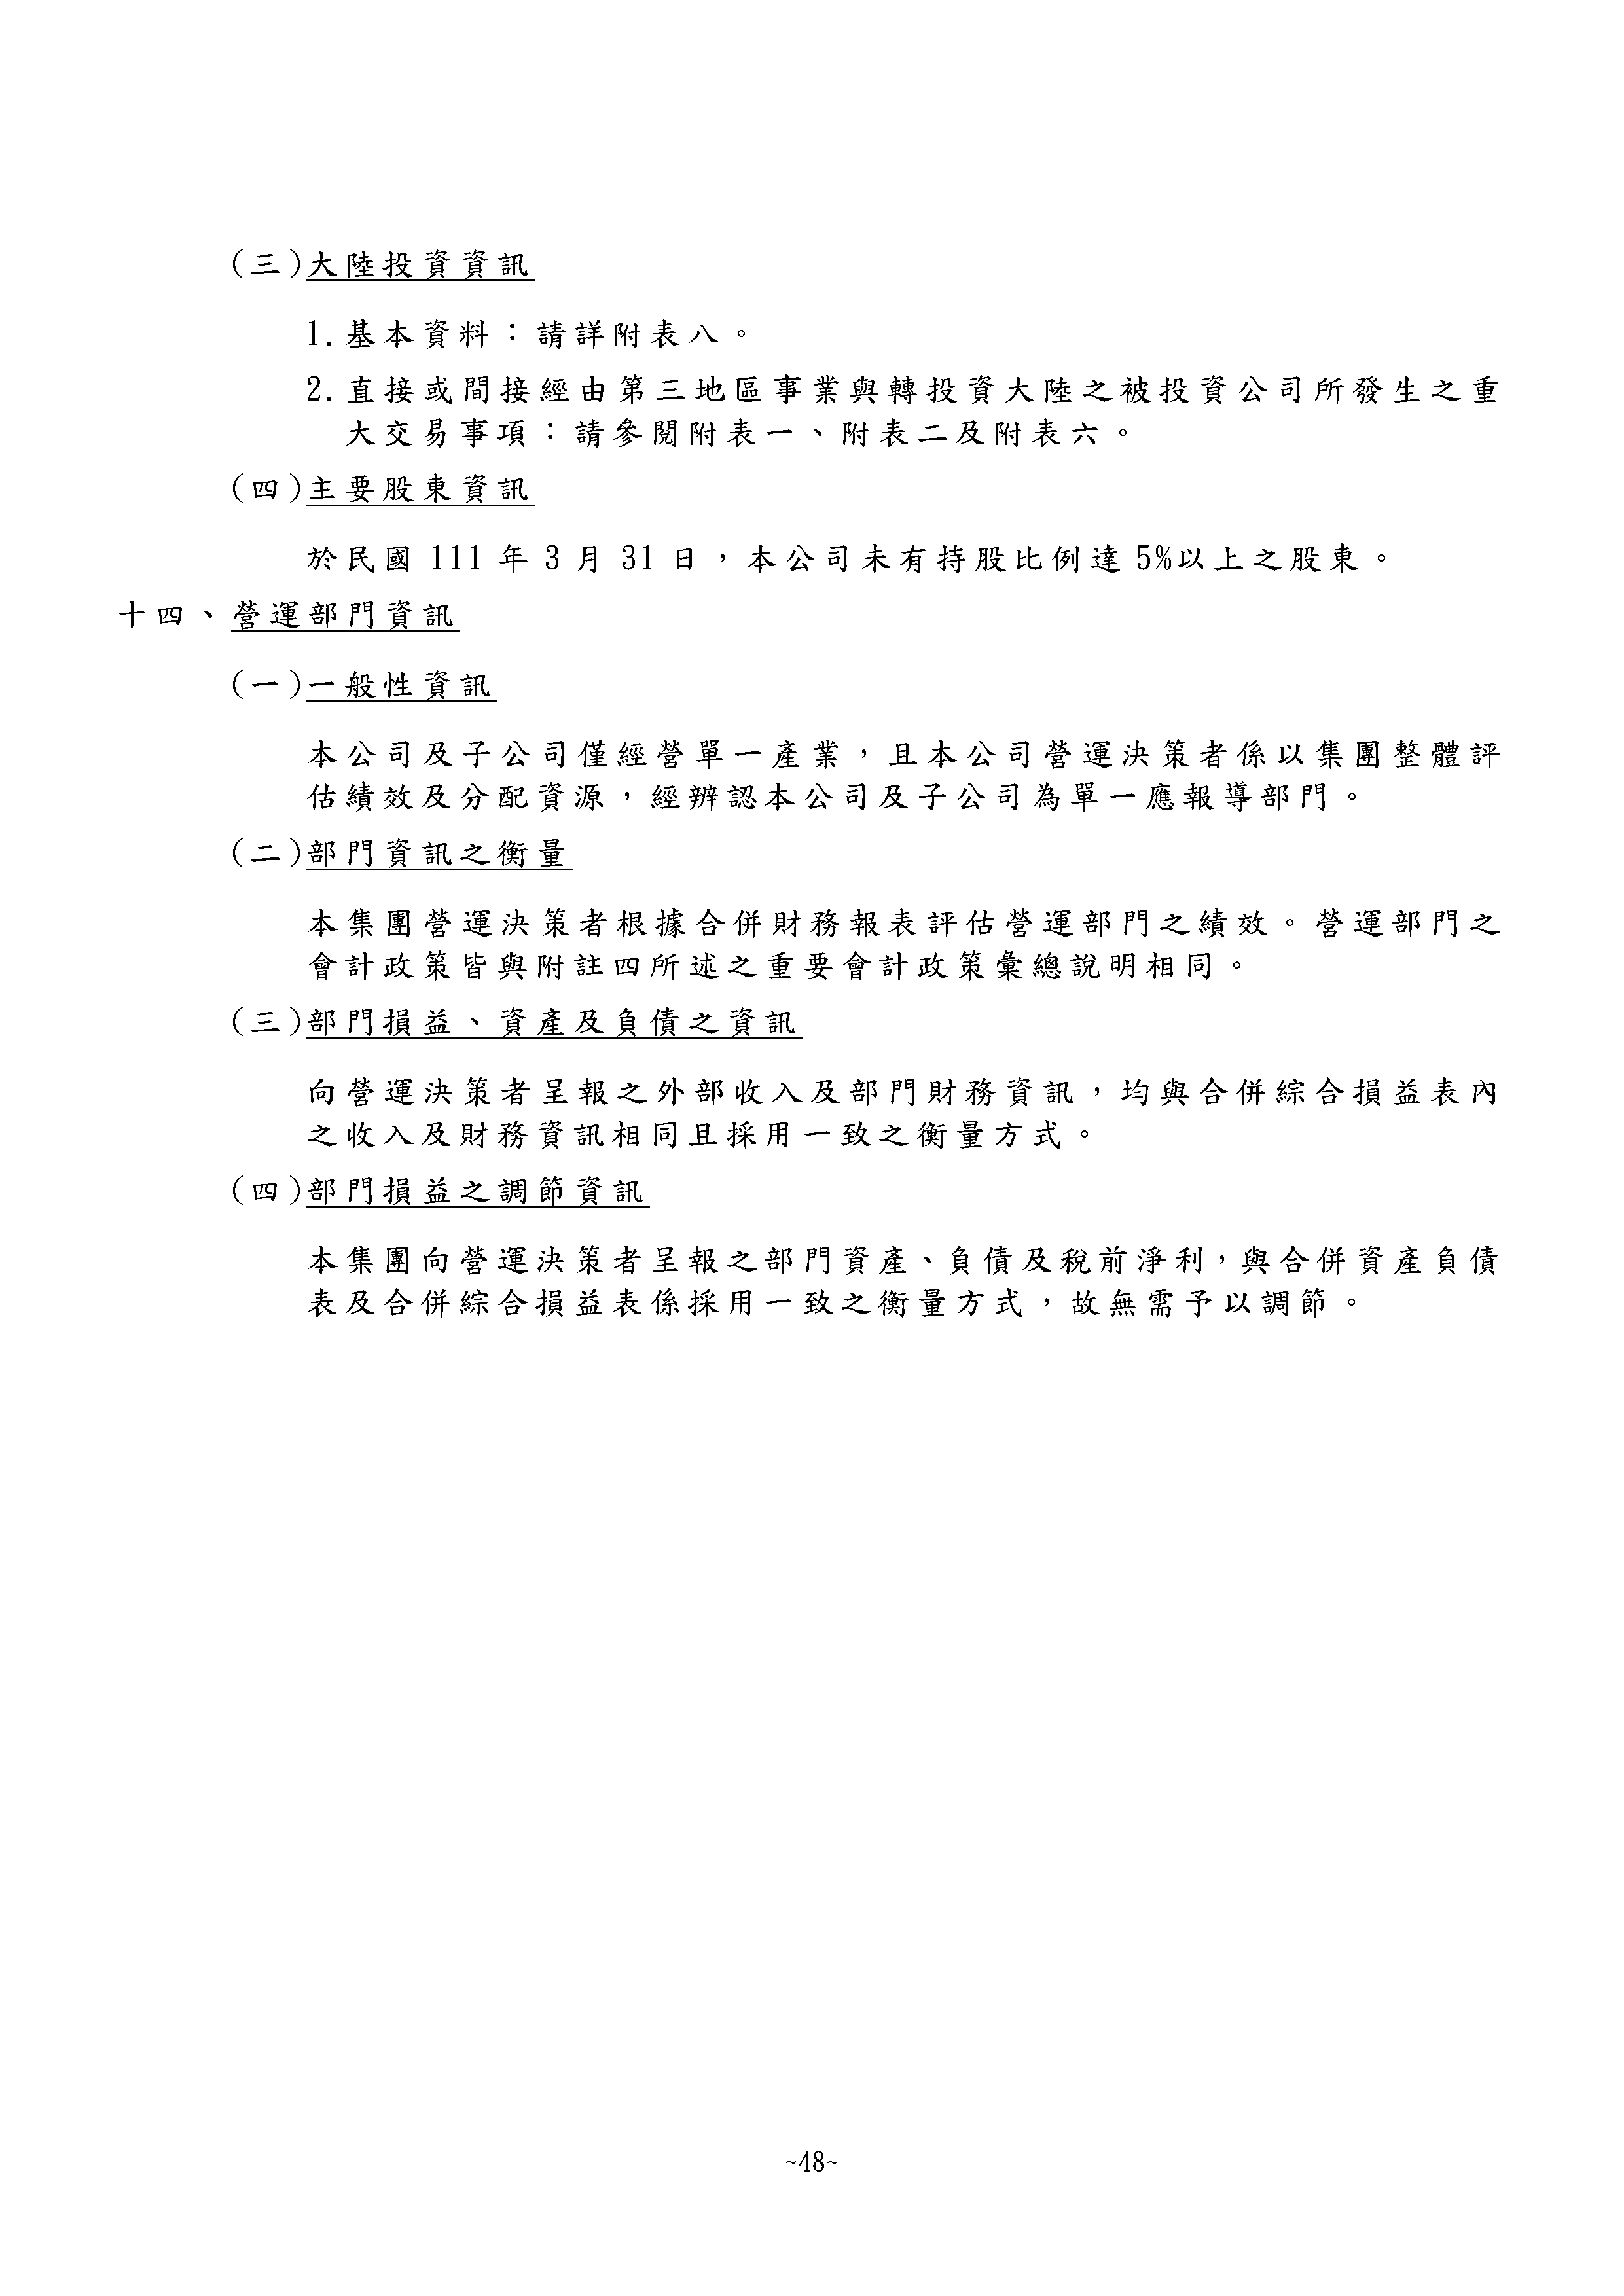 (三)大陸投資資訊
1.基本資料：請詳附表八。
2.直接或間接經由第三地區事業與轉投資大陸之被投資公司所發生之重
大交易事項：請參閱附表一、附表二及附表六。
(四)主要股東資訊
於民國 111 年 3 月 31 日，本公司未有持股比例達 5%以上之股東。
十四、營運部門資訊
(一)一般性資訊
本公司及子公司僅經營單一產業，且本公司營運決策者係以集團整體評
估績效及分配資源，經辨認本公司及子公司為單一應報導部門。
(二)部門資訊之衡量
本集團營運決策者根據合併財務報表評估營運部門之績效。營運部門之
會計政策皆與附註四所述之重要會計政策彙總說明相同。
(三)部門損益、資產及負債之資訊
向營運決策者呈報之外部收入及部門財務資訊，均與合併綜合損益表內
之收入及財務資訊相同且採用一致之衡量方式。
(四)部門損益之調節資訊
本集團向營運決策者呈報之部門資產、負債及稅前淨利，與合併資產負債
表及合併綜合損益表係採用一致之衡量方式，故無需予以調節。
~48~